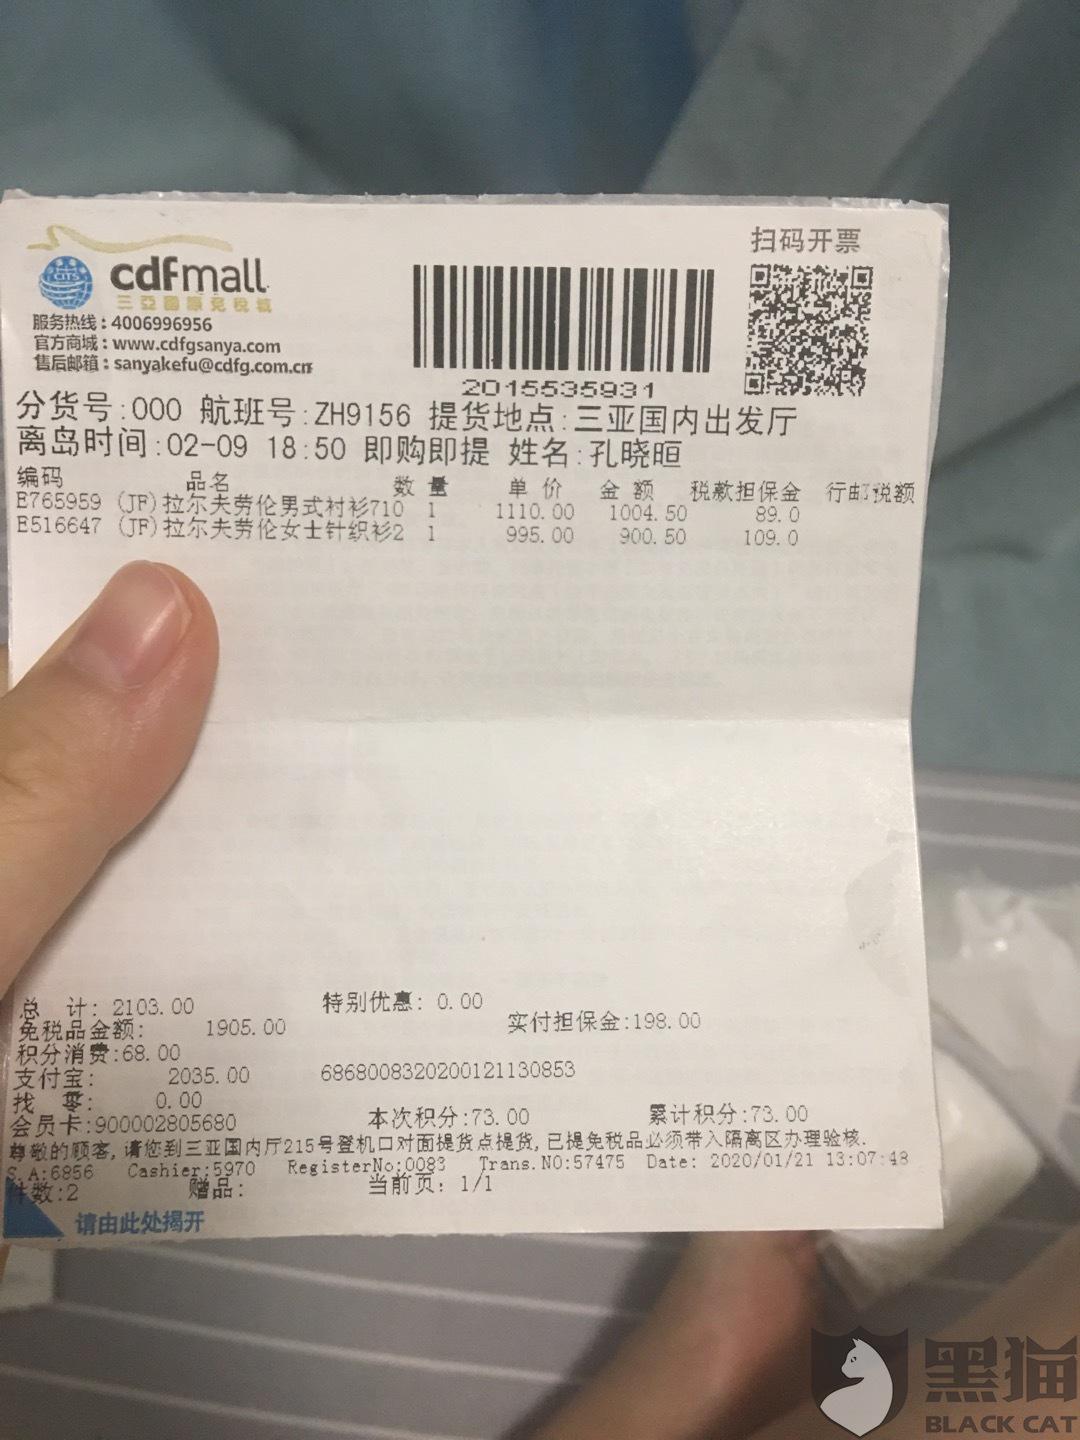 扫码开票
CITS
cdfmall
三亞國際免稅城
服务热线：4006996956
官方商城：www.cdfgsanya.com
售后邮箱：sanyakefu@cdfg.com.cn
2015535931
分货号:000 航班号:ZH9156 提货地点:三亚国内出发厅
离岛时间:02-09 18:50 即购即提 姓名:孔晓晅
编码 品名 数量 单价 金额 税款担保金 行邮税额
E765959 (JF)拉尔夫劳伦男式衬衫710 1 1110.00 1004.50 89.0
E516647 (JF)拉尔夫劳伦女士针织衫2 1 995.00 900.50 109.0
总 计: 2103.00 特别优惠: 0.00
免税品金额: 1905.00 实付担保金:198.00
积分消费:68.00
支付宝: 2035.00 6868008320200121130853
找 零: 0.00
会员卡:900002805680 本次积分:73.00 累计积分:73.00
尊敬的顾客,请您到三亚国内厅215号登机口对面提货点提货,已提免税品必须带入隔离区办理验核.
S.A:6856 Cashier:5970 RegisterNo:0083 Trans.NO:57475 Date: 2020/01/21 13:07:48
件数:2 赠品: 当前页: 1/1
请由此处揭开
黑猫
BLACK CAT